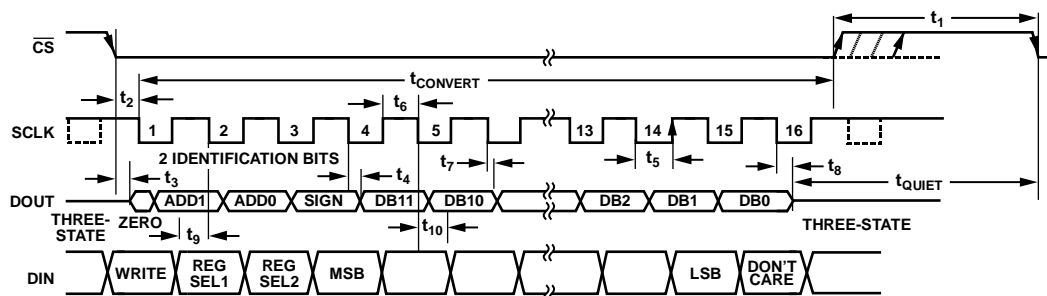 t1
CS
tCONVERT
t2
t6
SCLK
1 2 3 4 5 13 14 15 16
2 IDENTIFICATION BITS
t7
t5
t8
t3
t4
tQUIET
DOUT
ADD1 ADD0 SIGN DB11 DB10 DB2 DB1 DB0
THREE-STATE
ZERO
t9
t10
THREE-STATE
DIN
WRITE
REG SEL1
REG SEL2
MSB
LSB
DON'T CARE